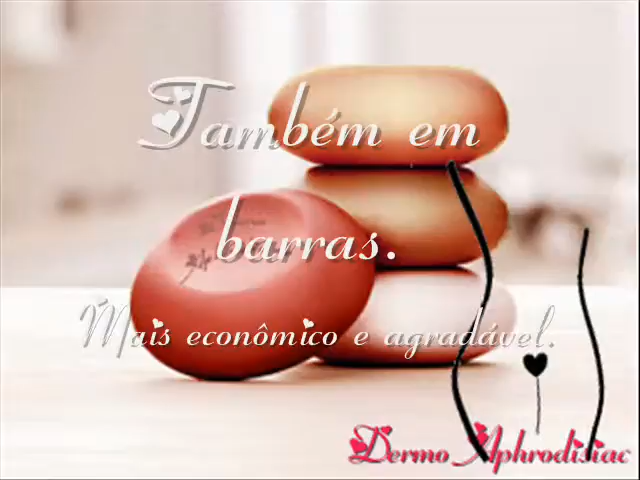 Também em
barras.
Mais econômico e agradável.
Dermo Aphrodisiac